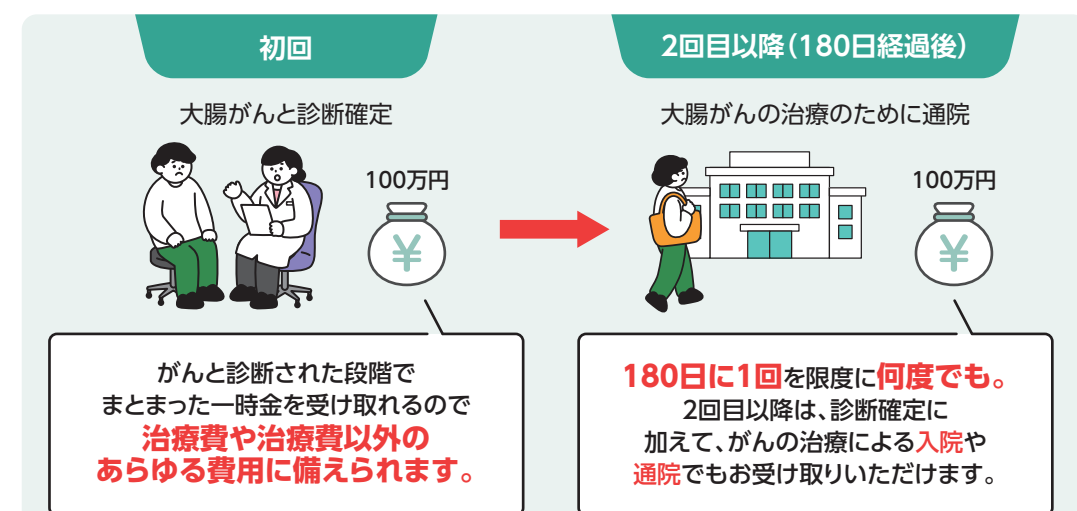 初回
大腸がんと診断確定
100万円
¥
がんと診断された段階で
まとまった一時金を受け取れるので
治療費や治療費以外の
あらゆる費用に備えられます。
2回目以降(180日経過後)
大腸がんの治療のために通院
100万円
¥
180日に1回を限度に何度でも。
2回目以降は、診断確定に
加えて、がんの治療による入院や
通院でもお受け取りいただけます。